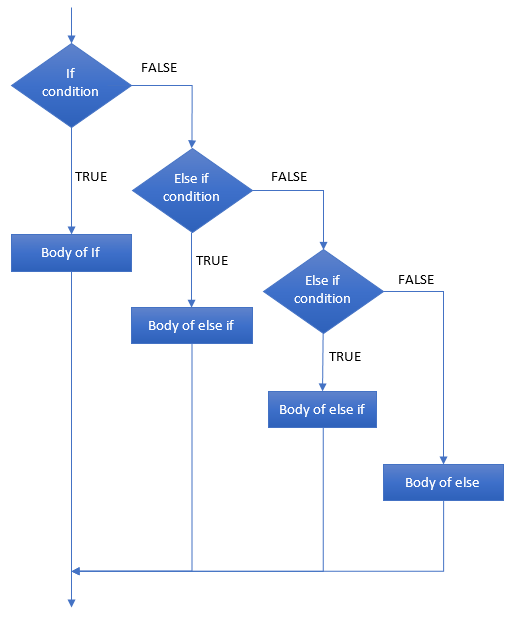 If
condition
FALSE
TRUE
Body of If
Else if
condition
FALSE
TRUE
Body of else if
Else if
condition
FALSE
TRUE
Body of else if
Body of else